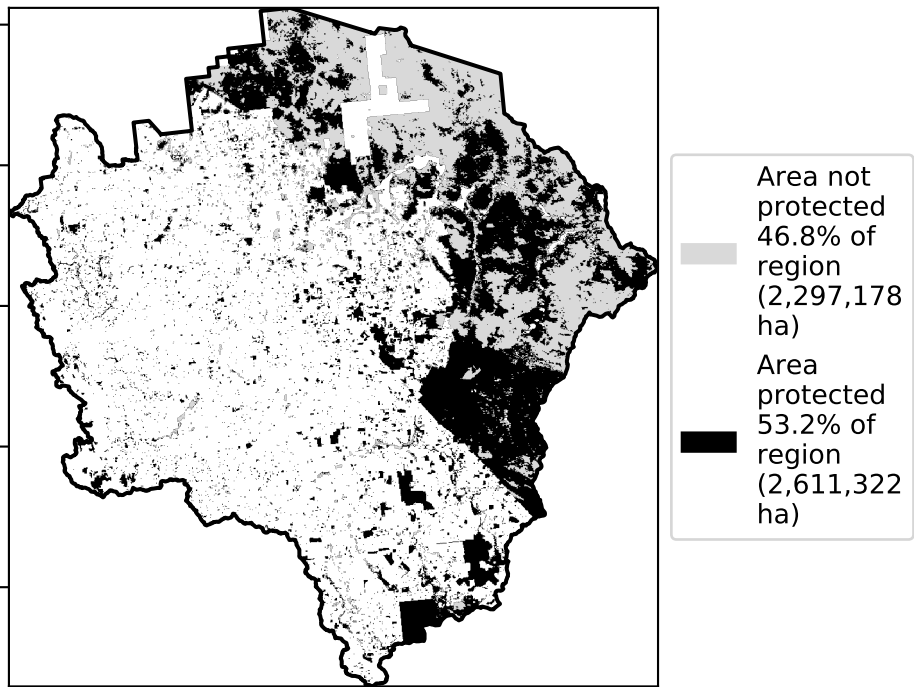 Area not
protected
46.8% of
region
(2,297,178
ha)
Area
protected
53.2% of
region
(2,611,322
ha)